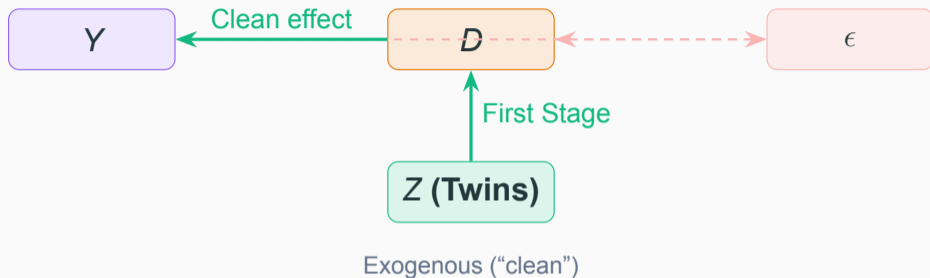 Clean effect
Y
D
ϵ
First Stage
Z (Twins)
Exogenous (“clean”)